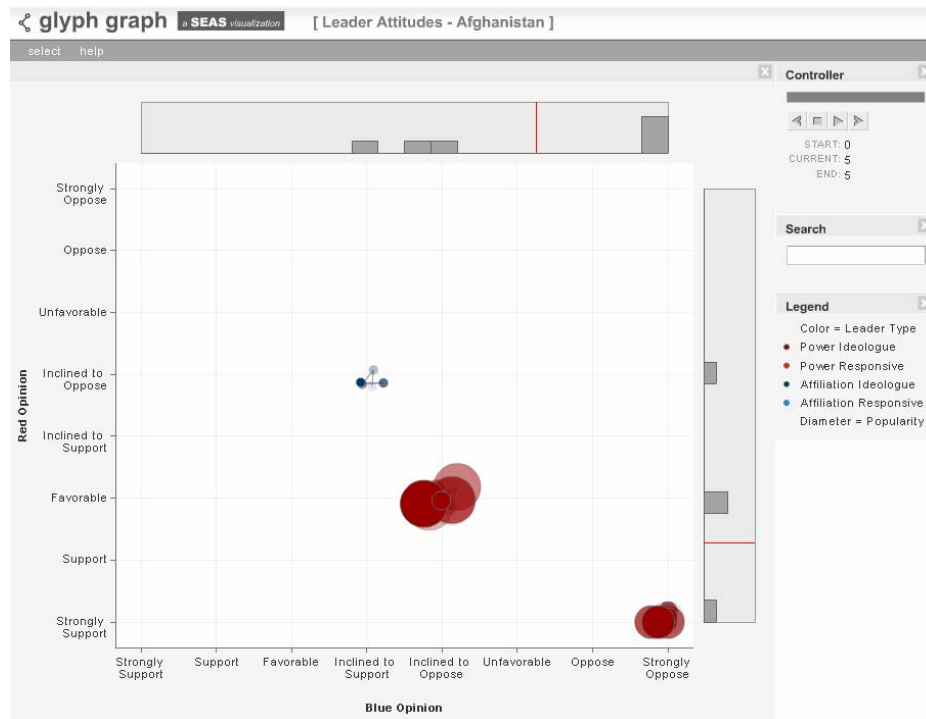 glyph graph a SEAS visualization [ Leader Attitudes - Afghanistan ]
select help
Controller
START: 0
CURRENT: 5
END: 5
Search
Legend
Color = Leader Type
Power Ideologue
Power Responsive
Affiliation Ideologue
Affiliation Responsive
Diameter = Popularity
Red Opinion
Strongly
Oppose
Oppose
Unfavorable
Inclined to
Oppose
Inclined to
Support
Favorable
Support
Strongly
Support
Strongly
Support
Support
Favorable
Inclined to
Support
Inclined to
Oppose
Unfavorable
Oppose
Strongly
Oppose
Blue Opinion